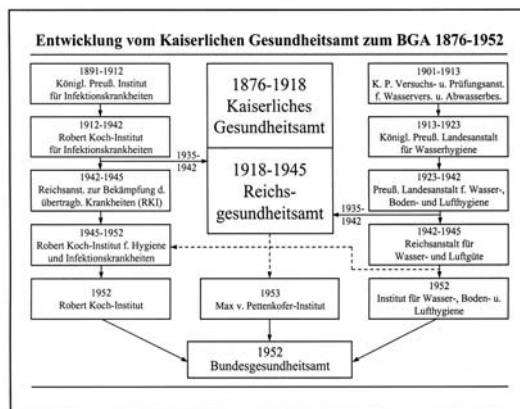 Entwicklung vom Kaiserlichen Gesundheitsamt zum BGA 1876-1952
1891-1912
Königl. Preuß. Institut
für Infektionskrankheiten
1912-1942
Robert Koch-Institut
für Infektionskrankheiten
1942-1945
Reichsanst. zur Bekämpfung d.
übertragb. Krankheiten (RKI)
1945-1952
Robert Koch-Institut f. Hygiene
und Infektionskrankheiten
1952
Robert Koch-Institut
1935-
1942
1876-1918
Kaiserliches
Gesundheitsamt
1918-1945
Reichs-
gesundheitsamt
1953
Max v. Pettenkofer-Institut
1935-
1942
1901-1913
K. P. Versuchs- u. Prüfungsanst.
f. Wasservers. u. Abwasserbes.
1913-1923
Königl. Preuß. Landesanstalt
für Wasserhygiene
1923-1942
Preuß. Landesanstalt f. Wasser-,
Boden- und Lufthygiene
1942-1945
Reichsanstalt für
Wasser- und Luftgüte
1952
Institut für Wasser-, Boden- u.
Lufthygiene
1952
Bundesgesundheitsamt